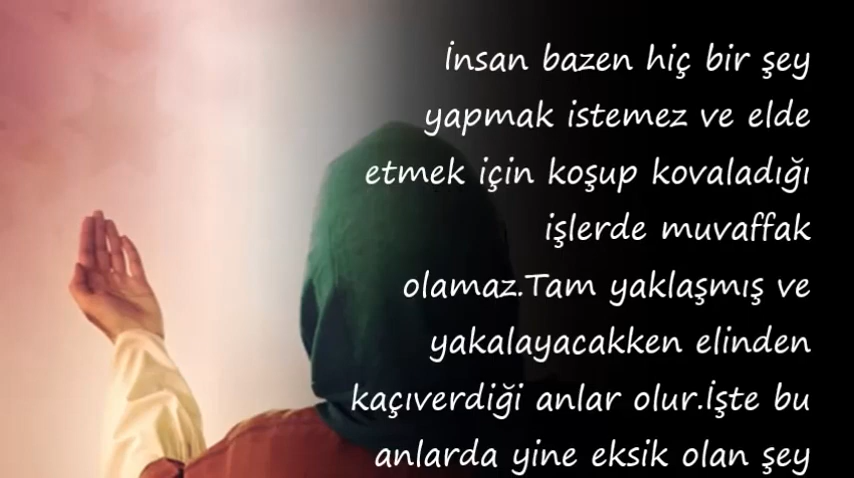 İnsan bazen hiç bir şey
yapmak istemez ve elde
etmek için koşup kovaladığı
işlerde muvaffak
olamaz.Tam yaklaşmış ve
yakalayacakken elinden
kaçıverdiği anlar olur.İşte bu
anlarda yine eksik olan şey